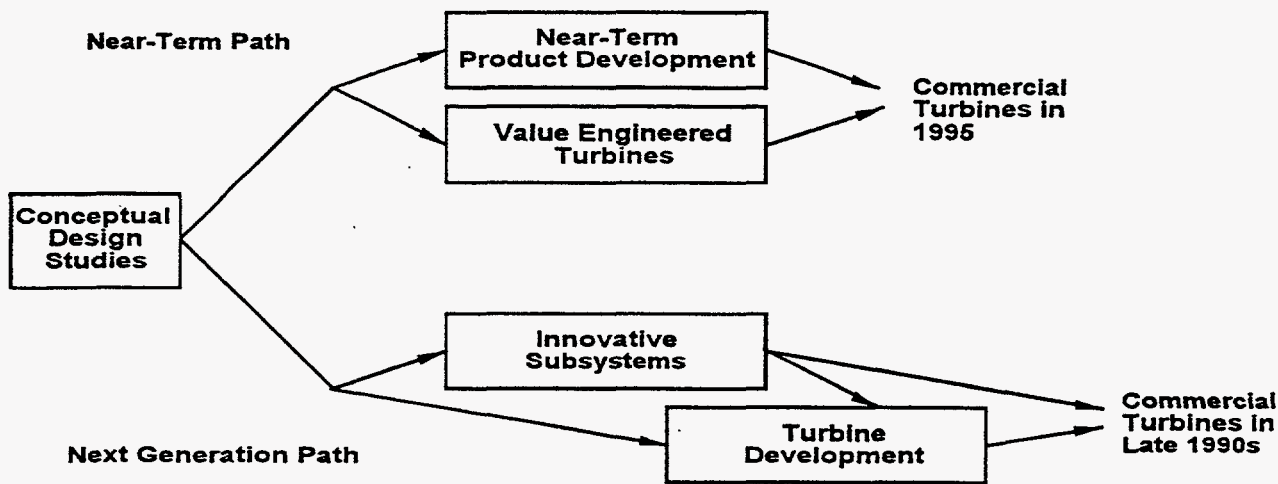 Near-Term Path
Near-Term
Product Development
Value Engineered
Turbines
Commercial
Turbines in
1995
Conceptual
Design
Studies
Innovative
Subsystems
Turbine
Development
Commercial
Turbines in
Late 1990s
Next Generation Path